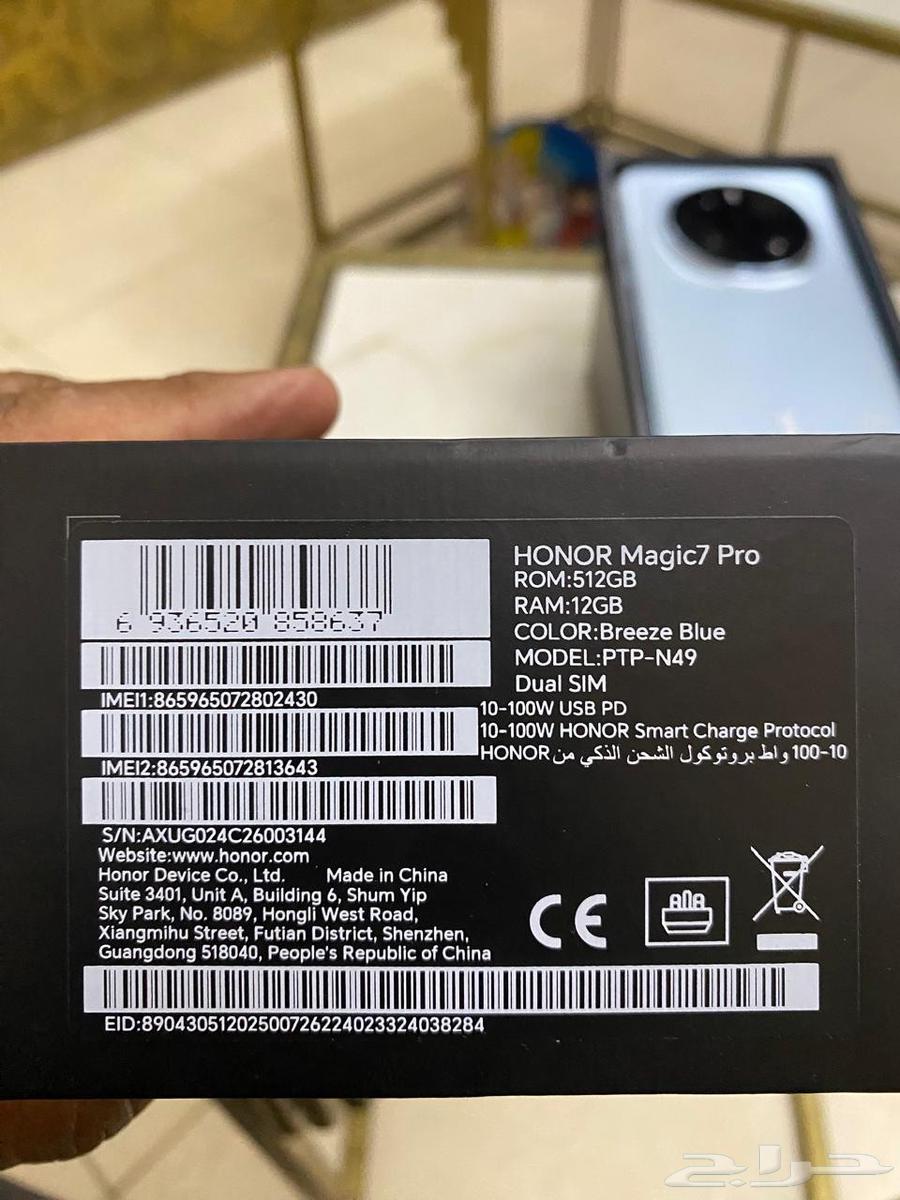 6 936520 858637
IMEI1:865965072802430
IMEI2:865965072813643
S/N:AXUG024C26003144
Website:www.honor.com
Honor Device Co., Ltd. Made in China
Suite 3401, Unit A, Building 6, Shum Yip
Sky Park, No. 8089, Hongli West Road,
Xiangmihu Street, Futian District, Shenzhen,
Guangdong 518040, People's Republic of China
EID:89043051202500726224023324038284
HONOR Magic7 Pro
ROM:512GB
RAM:12GB
COLOR:Breeze Blue
MODEL:PTP-N49
Dual SIM
10-100W USB PD
10-100W HONOR Smart Charge Protocol
10-100 واط بروتوكول الشحن الذكي من HONOR
CE
حراج